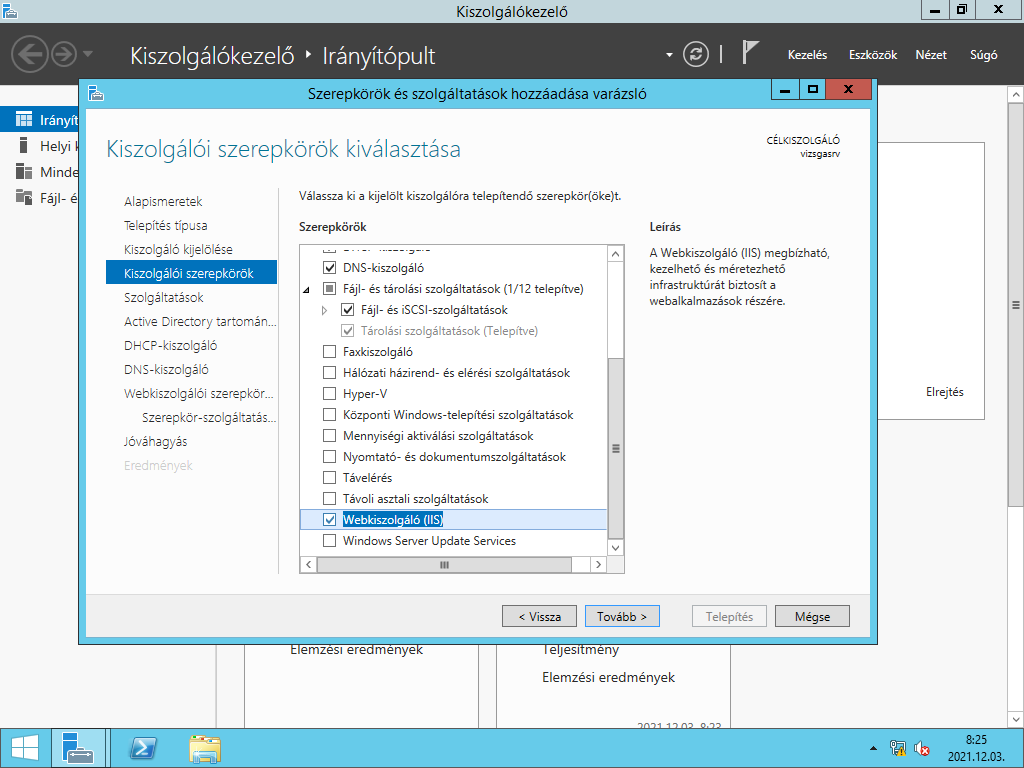 Kiszolgálókezelő
Kiszolgálókezelő ‣ Irányítópult
Kezelés
Eszközök
Nézet
Súgó
Szerepkörök és szolgáltatások hozzáadása varázsló
Kiszolgálói szerepkörök kiválasztása
CÉLKISZOLGÁLÓ
vizsgasrv
Alapismeretek
Telepítés típusa
Kiszolgáló kijelölése
Kiszolgálói szerepkörök
Szolgáltatások
Active Directory tartomán...
DHCP-kiszolgáló
DNS-kiszolgáló
Webkiszolgálói szerepkör...
Szerepkör-szolgáltatás...
Jóváhagyás
Eredmények
Válassza ki a kijelölt kiszolgálóra telepítendő szerepkör(öke)t.
Szerepkörök
DNS-kiszolgáló
Fájl- és tárolási szolgáltatások (1/12 telepítve)
Fájl- és iSCSI-szolgáltatások
Tárolási szolgáltatások (Telepítve)
Faxkiszolgáló
Hálózati házirend- és elérési szolgáltatások
Hyper-V
Központi Windows-telepítési szolgáltatások
Mennyiségi aktiválási szolgáltatások
Nyomtató- és dokumentumszolgáltatások
Távelérés
Távoli asztali szolgáltatások
Webkiszolgáló (IIS)
Windows Server Update Services
Leírás
A Webkiszolgáló (IIS) megbízható,
kezelhető és méretezhető
infrastruktúrát biztosít a
webalkalmazások részére.
< Vissza
Tovább >
Telepítés
Mégse
Irányít
Helyi k
Minde
Fájl- é
Elrejtés
Elemzési eredmények
Teljesítmény
Elemzési eredmények
2021.12.03. 8:23
8:25
2021.12.03.